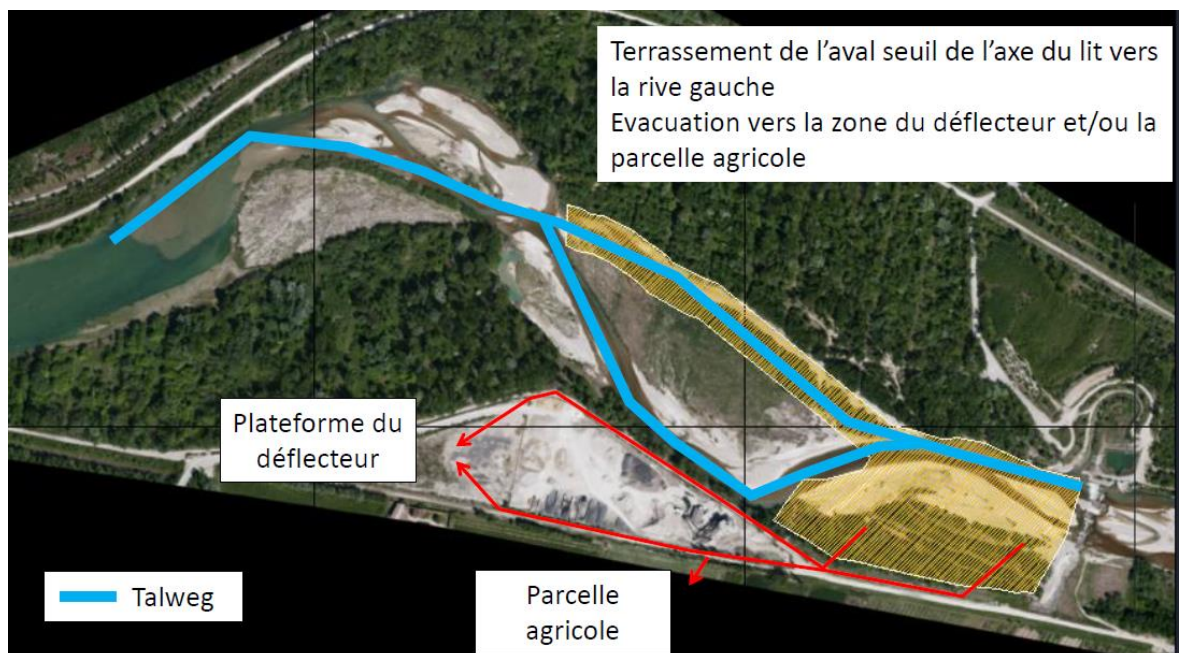 Terrassement de l’aval seuil de l’axe du lit vers
la rive gauche
Evacuation vers la zone du déflecteur et/ou la
parcelle agricole
Plateforme du
déflecteur
Talweg
Parcelle
agricole